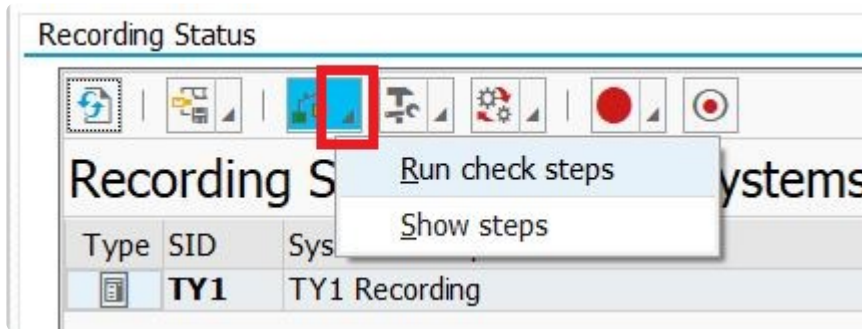 Recording Status
Run check steps
Recording S ystems
Show steps
Type SID Sys
TY1 TY1 Recording